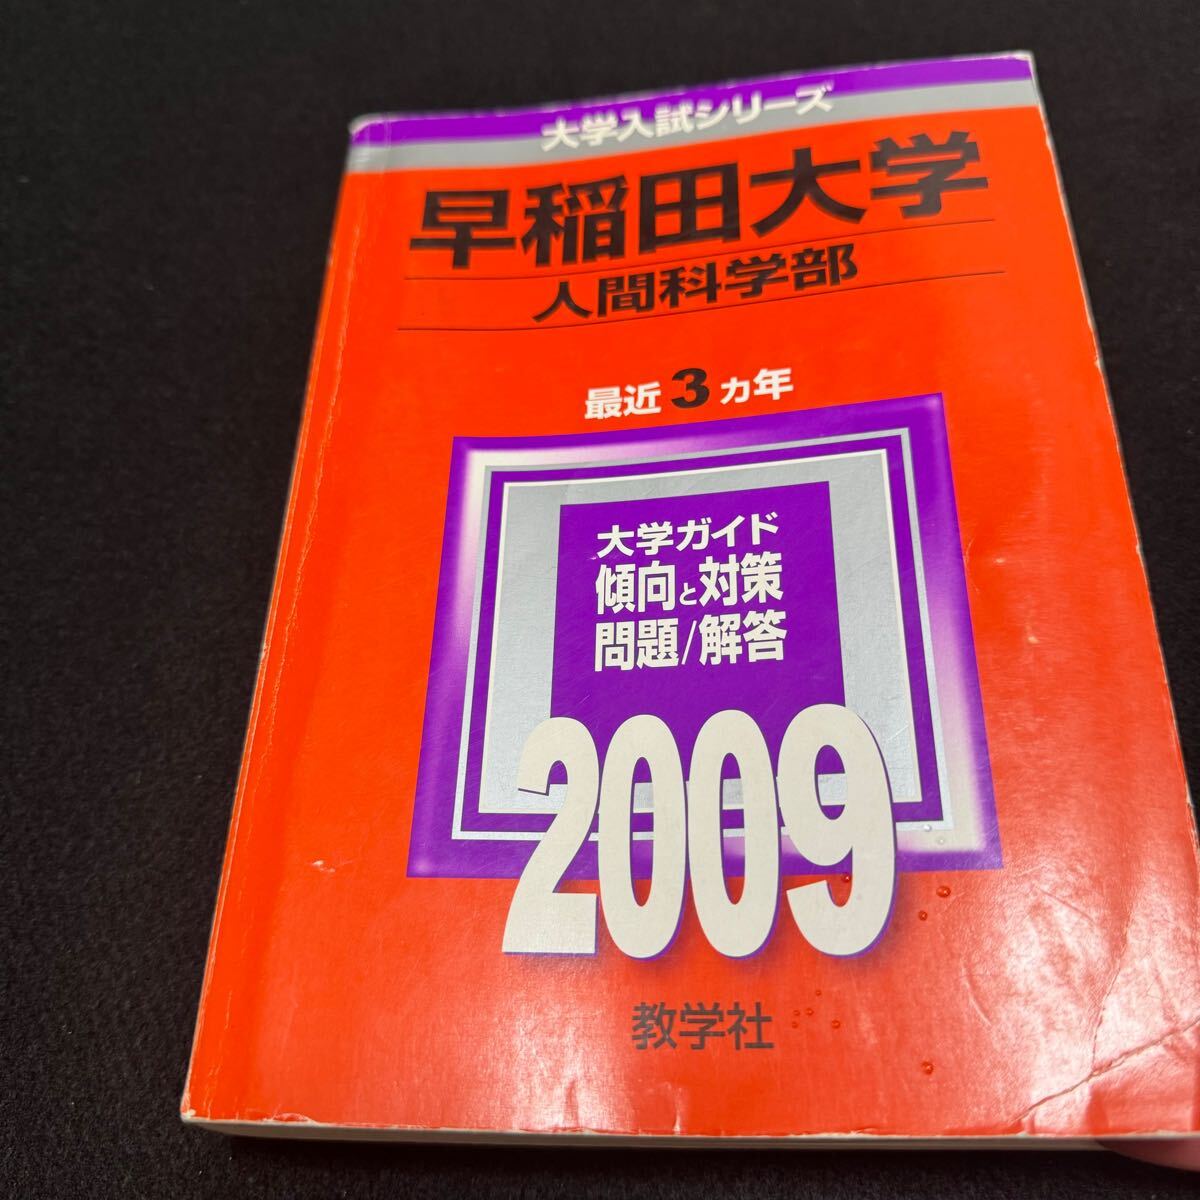 大学入試シリーズ
早稲田大学
人間科学部
最近3カ年
大学ガイド
傾向と対策
問題/解答
2009
教学社